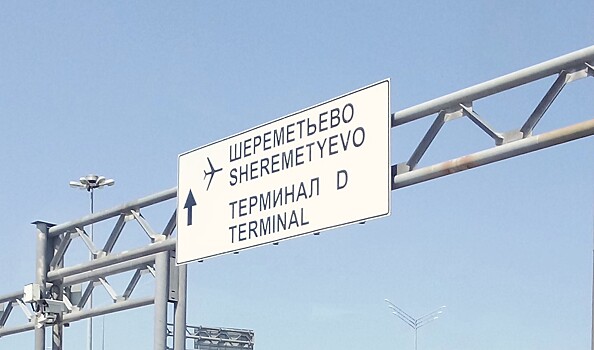 ШЕРЕМЕТЬЕВО
SHEREMETYEVO
ТЕРМИНАЛ D
TERMINAL